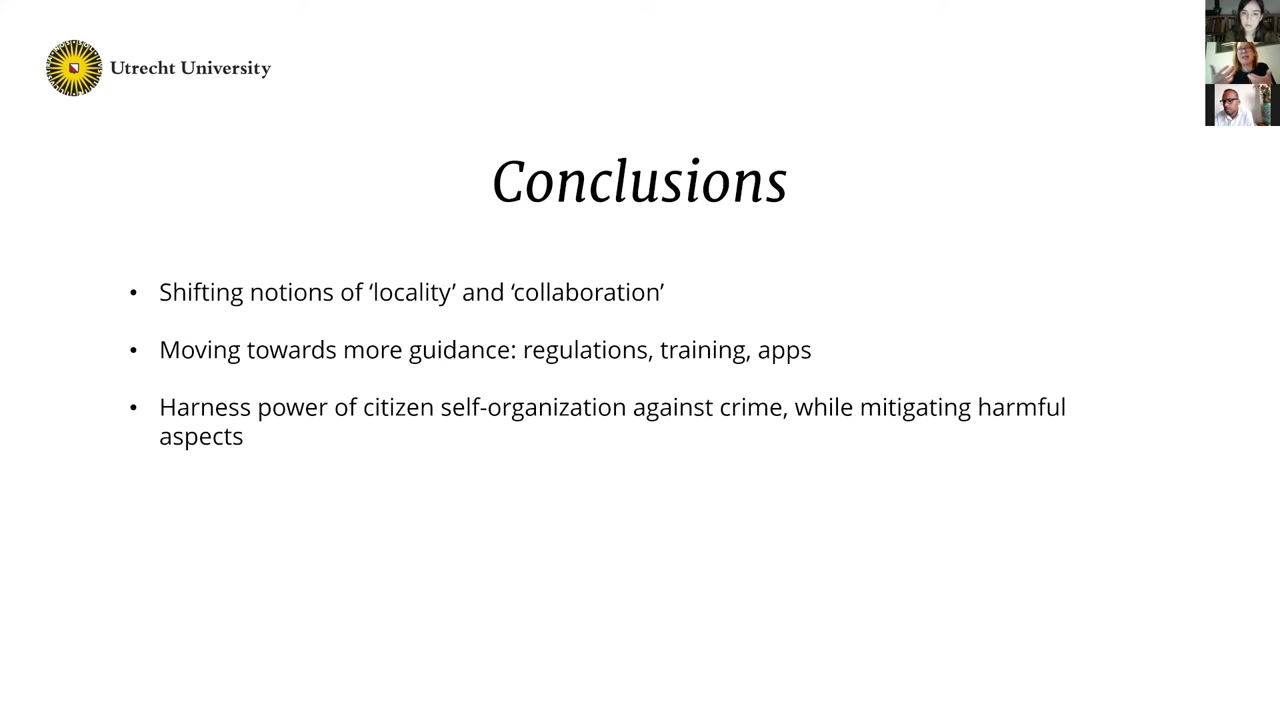 Utrecht University
Conclusions
• Shifting notions of ‘locality’ and ‘collaboration’
• Moving towards more guidance: regulations, training, apps
• Harness power of citizen self-organization against crime, while mitigating harmful
aspects